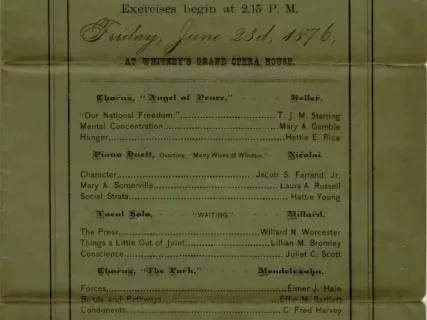 Exercises begin at 2.15 P. M.
Friday, June 23d, 1876,
AT WHITNEY'S GRAND OPERA HOUSE.
Chorus, "Angel of Peace," Keller.
"Our National Freedom," T. J. M. Starring
Mental Concentration Mary A. Gamble
Hunger Hattie E. Rice
Piano Duett, Overture, "Merry Wives of Windsor." Nicolai.
Character Jacob S. Farrand, Jr.
Mary A. Somerville Laura A. Russell
Social Strata Hattie Young
Vocal Solo, "WAITING." Millard.
The Press Willard N. Worcester
Things a Little Out of Joint Lillian M. Bromley
Conscience Juliet C. Scott
Chorus, "The Lark," Mendelssohn.
Forces Elmer J. Hale
Roads and Pathways Effie M. Bartlett
Condiments C. Fred Harvey